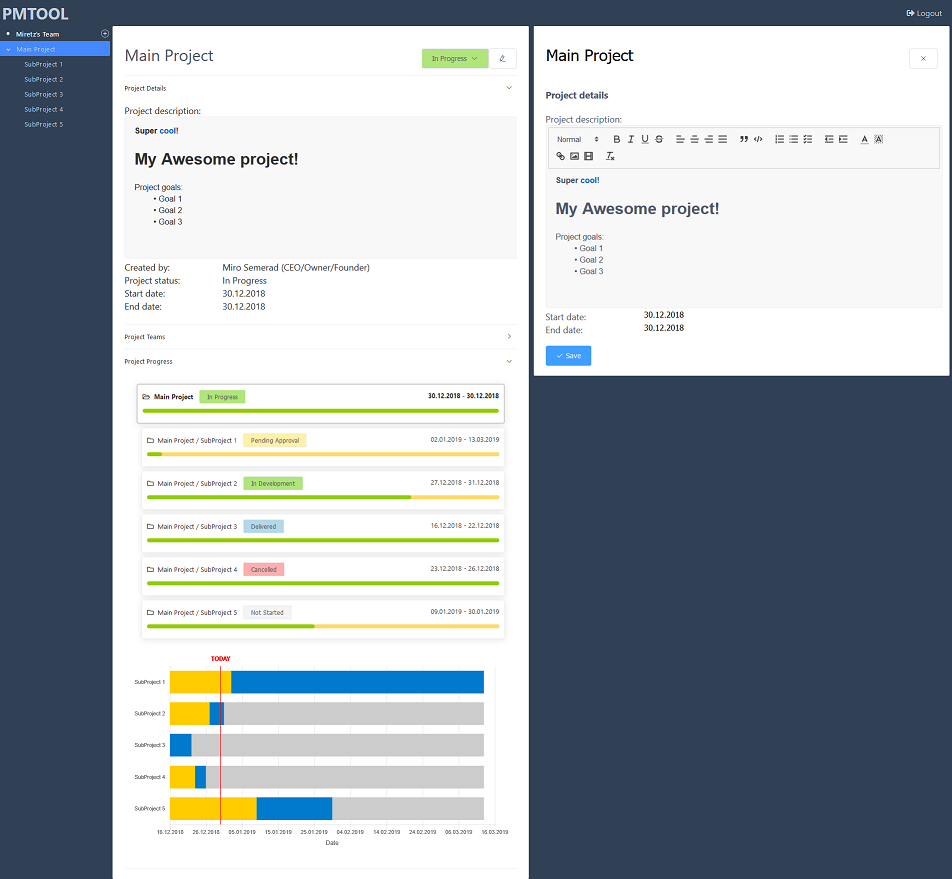 PMTOOL
Logout
Miretz's Team
Main Project
SubProject 1
SubProject 2
SubProject 3
SubProject 4
SubProject 5
Main Project
In Progress
Project Details
Project description:
Super cool!
My Awesome project!
Project goals:
• Goal 1
• Goal 2
• Goal 3
Created by: Miro Semerad (CEO/Owner/Founder)
Project status: In Progress
Start date: 30.12.2018
End date: 30.12.2018
Project Teams
Project Progress
Main Project In Progress 30.12.2018 - 30.12.2018
Main Project / SubProject 1 Pending Approval 02.01.2019 - 13.03.2019
Main Project / SubProject 2 In Development 27.12.2018 - 31.12.2018
Main Project / SubProject 3 Delivered 16.12.2018 - 22.12.2018
Main Project / SubProject 4 Cancelled 23.12.2018 - 26.12.2018
Main Project / SubProject 5 Not Started 09.01.2019 - 30.01.2019
TODAY
SubProject 1
SubProject 2
SubProject 3
SubProject 4
SubProject 5
16.12.2018 26.12.2018 05.01.2019 15.01.2019 25.01.2019 04.02.2019 14.02.2019 24.02.2019 06.03.2019 16.03.2019
Date
Main Project
Project details
Project description:
Normal
Super cool!
My Awesome project!
Project goals:
• Goal 1
• Goal 2
• Goal 3
Start date: 30.12.2018
End date: 30.12.2018
Save